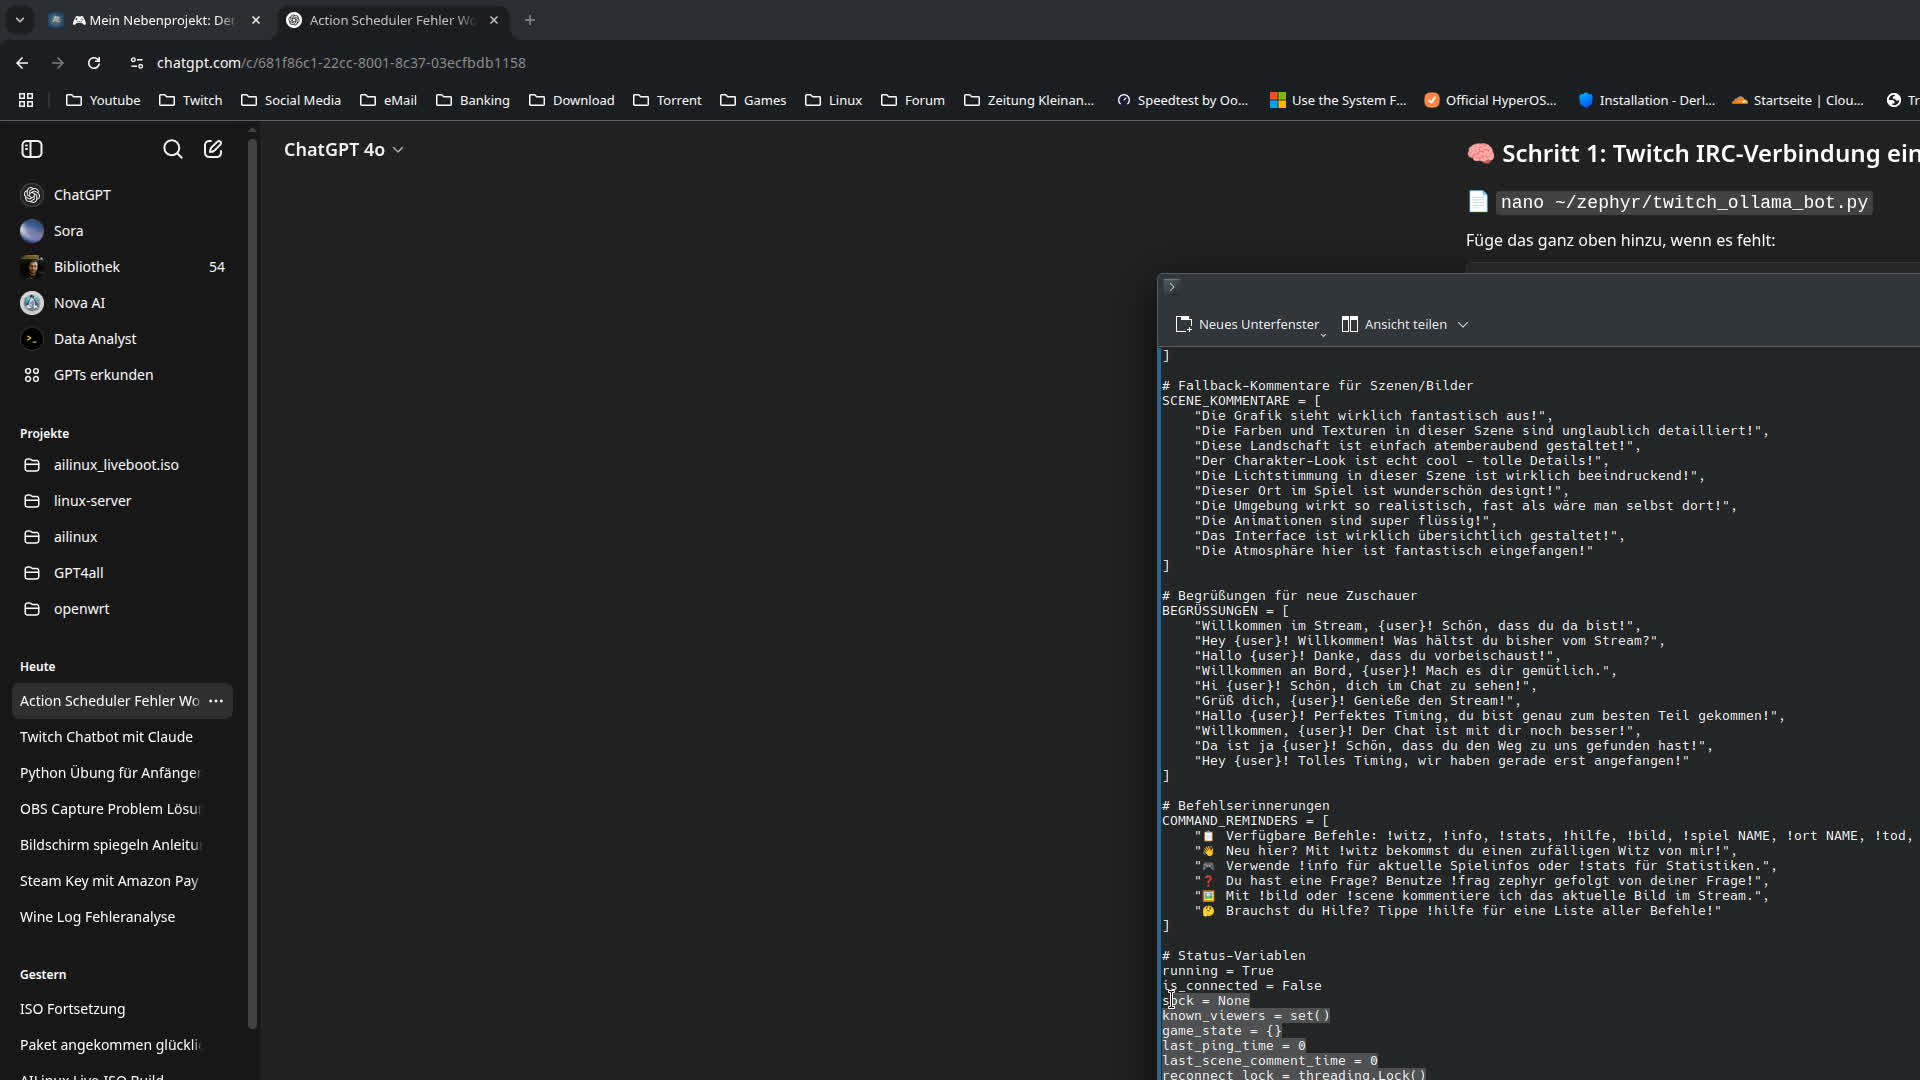 🎮 Mein Nebenprojekt: De
Action Scheduler Fehler Wo
chatgpt.com/c/681f86c1-22cc-8001-8c37-03ecfbdb1158
Youtube
Twitch
Social Media
eMail
Banking
Download
Torrent
Games
Linux
Forum
Zeitung Kleinan...
Speedtest by Oo...
Use the System F...
Official HyperOS...
Installation - Derl...
Startseite | Clou...
Tr
ChatGPT 4o
ChatGPT
Sora
Bibliothek 54
Nova AI
Data Analyst
GPTs erkunden
Projekte
ailinux_liveboot.iso
linux-server
ailinux
GPT4all
openwrt
Heute
Action Scheduler Fehler Wo
Twitch Chatbot mit Claude
Python Übung für Anfänger
OBS Capture Problem Lösu
Bildschirm spiegeln Anleitu
Steam Key mit Amazon Pay
Wine Log Fehleranalyse
Gestern
ISO Fortsetzung
Paket angekommen glückli
AILinux Live ISO Build
🧠 Schritt 1: Twitch IRC-Verbindung ein
📄 nano ~/zephyr/twitch_ollama_bot.py
Füge das ganz oben hinzu, wenn es fehlt:
Neues Unterfenster
Ansicht teilen
]
# Fallback-Kommentare für Szenen/Bilder
SCENE_KOMMENTARE = [
"Die Grafik sieht wirklich fantastisch aus!",
"Die Farben und Texturen in dieser Szene sind unglaublich detailliert!",
"Diese Landschaft ist einfach atemberaubend gestaltet!",
"Der Charakter-Look ist echt cool - tolle Details!",
"Die Lichtstimmung in dieser Szene ist wirklich beeindruckend!",
"Dieser Ort im Spiel ist wunderschön designt!",
"Die Umgebung wirkt so realistisch, fast als wäre man selbst dort!",
"Die Animationen sind super flüssig!",
"Das Interface ist wirklich übersichtlich gestaltet!",
"Die Atmosphäre hier ist fantastisch eingefangen!"
]
# Begrüßungen für neue Zuschauer
BEGRÜSSUNGEN = [
"Willkommen im Stream, {user}! Schön, dass du da bist!",
"Hey {user}! Willkommen! Was hältst du bisher vom Stream?",
"Hallo {user}! Danke, dass du vorbeischaust!",
"Willkommen an Bord, {user}! Mach es dir gemütlich.",
"Hi {user}! Schön, dich im Chat zu sehen!",
"Grüß dich, {user}! Genieße den Stream!",
"Hallo {user}! Perfektes Timing, du bist genau zum besten Teil gekommen!",
"Willkommen, {user}! Der Chat ist mit dir noch besser!",
"Da ist ja {user}! Schön, dass du den Weg zu uns gefunden hast!",
"Hey {user}! Tolles Timing, wir haben gerade erst angefangen!"
]
# Befehlserinnerungen
COMMAND_REMINDERS = [
"📋 Verfügbare Befehle: !witz, !info, !stats, !hilfe, !bild, !spiel NAME, !ort NAME, !tod,
"👋 Neu hier? Mit !witz bekommst du einen zufälligen Witz von mir!",
"🎮 Verwende !info für aktuelle Spielinfos oder !stats für Statistiken.",
"❓ Du hast eine Frage? Benutze !frag zephyr gefolgt von deiner Frage!",
"🖼️ Mit !bild oder !scene kommentiere ich das aktuelle Bild im Stream.",
"🤔 Brauchst du Hilfe? Tippe !hilfe für eine Liste aller Befehle!"
]
# Status-Variablen
running = True
is_connected = False
sock = None
known_viewers = set()
game_state = {}
last_ping_time = 0
last_scene_comment_time = 0
reconnect_lock = threading.Lock()